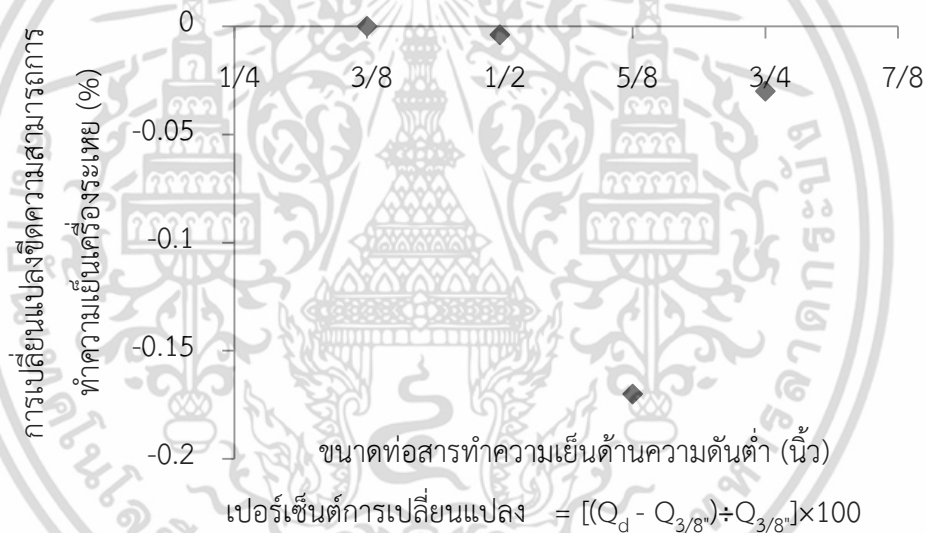 การเปลี่ยนแปลงขีดความสามารถการ
ทำความเย็นเครื่องระเหย (%)
0
-0.05
-0.1
-0.15
-0.2
1/4 3/8 1/2 5/8 3/4 7/8
ขนาดท่อสารทำความเย็นด้านความดันต่ำ (นิ้ว)
เปอร์เซ็นต์การเปลี่ยนแปลง = [(Q_d - Q_3/8")÷Q_3/8"]×100